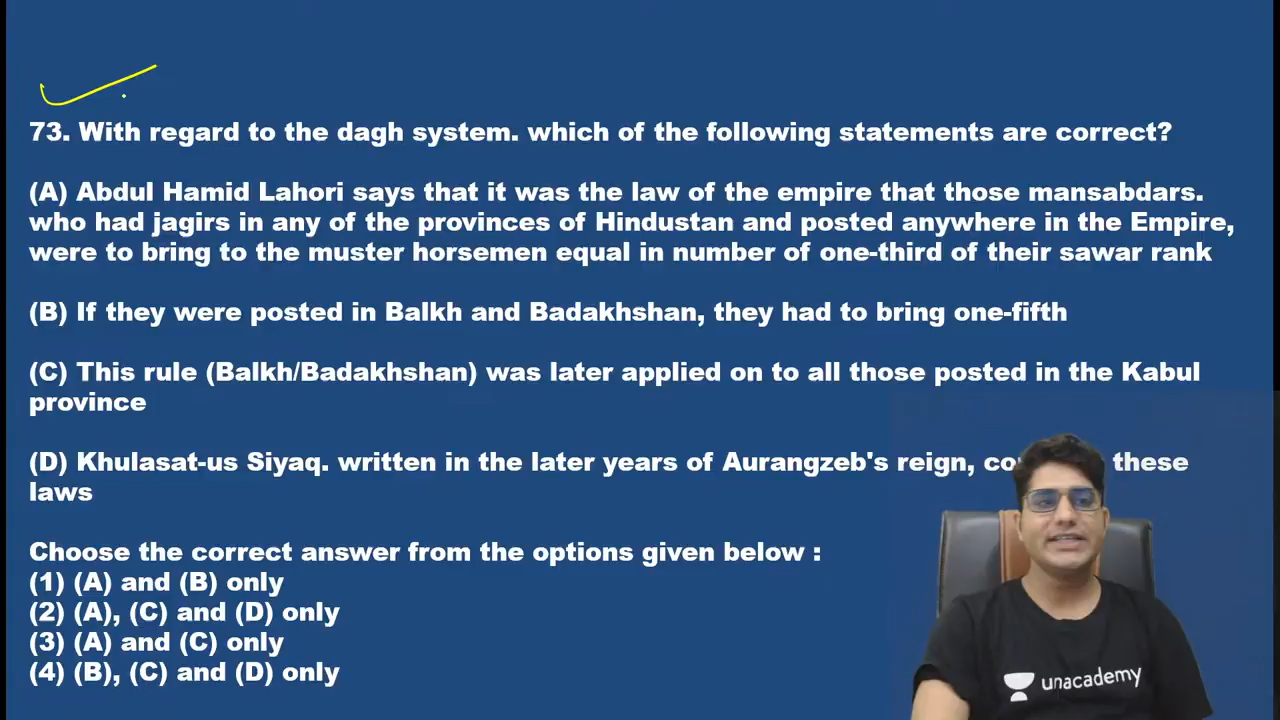 73. With regard to the dagh system. which of the following statements are correct?
(A) Abdul Hamid Lahori says that it was the law of the empire that those mansabdars.
who had jagirs in any of the provinces of Hindustan and posted anywhere in the Empire,
were to bring to the muster horsemen equal in number of one-third of their sawar rank
(B) If they were posted in Balkh and Badakhshan, they had to bring one-fifth
(C) This rule (Balkh/Badakhshan) was later applied on to all those posted in the Kabul
province
(D) Khulasat-us Siyaq. written in the later years of Aurangzeb's reign, these
laws
Choose the correct answer from the options given below :
(1) (A) and (B) only
(2) (A), (C) and (D) only
(3) (A) and (C) only
(4) (B), (C) and (D) only
unacademy